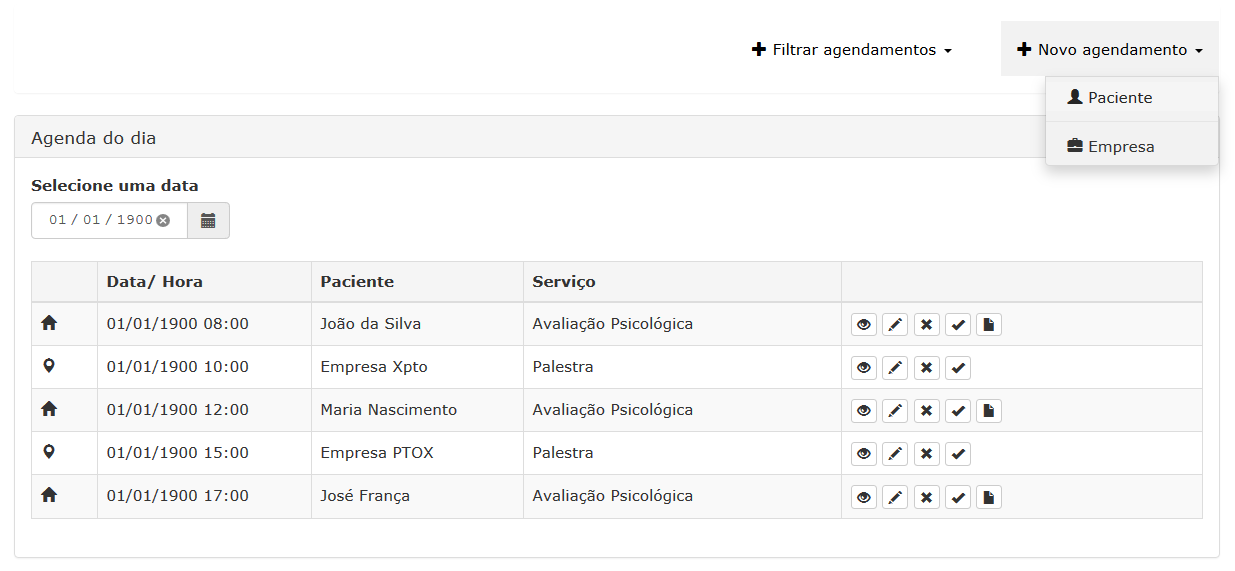 Filtrar agendamentos
Novo agendamento
Paciente
Empresa
Agenda do dia
Selecione uma data
01 / 01 / 1900
Data/ Hora Paciente Serviço
01/01/1900 08:00 João da Silva Avaliação Psicológica
01/01/1900 10:00 Empresa Xpto Palestra
01/01/1900 12:00 Maria Nascimento Avaliação Psicológica
01/01/1900 15:00 Empresa PTOX Palestra
01/01/1900 17:00 José França Avaliação Psicológica